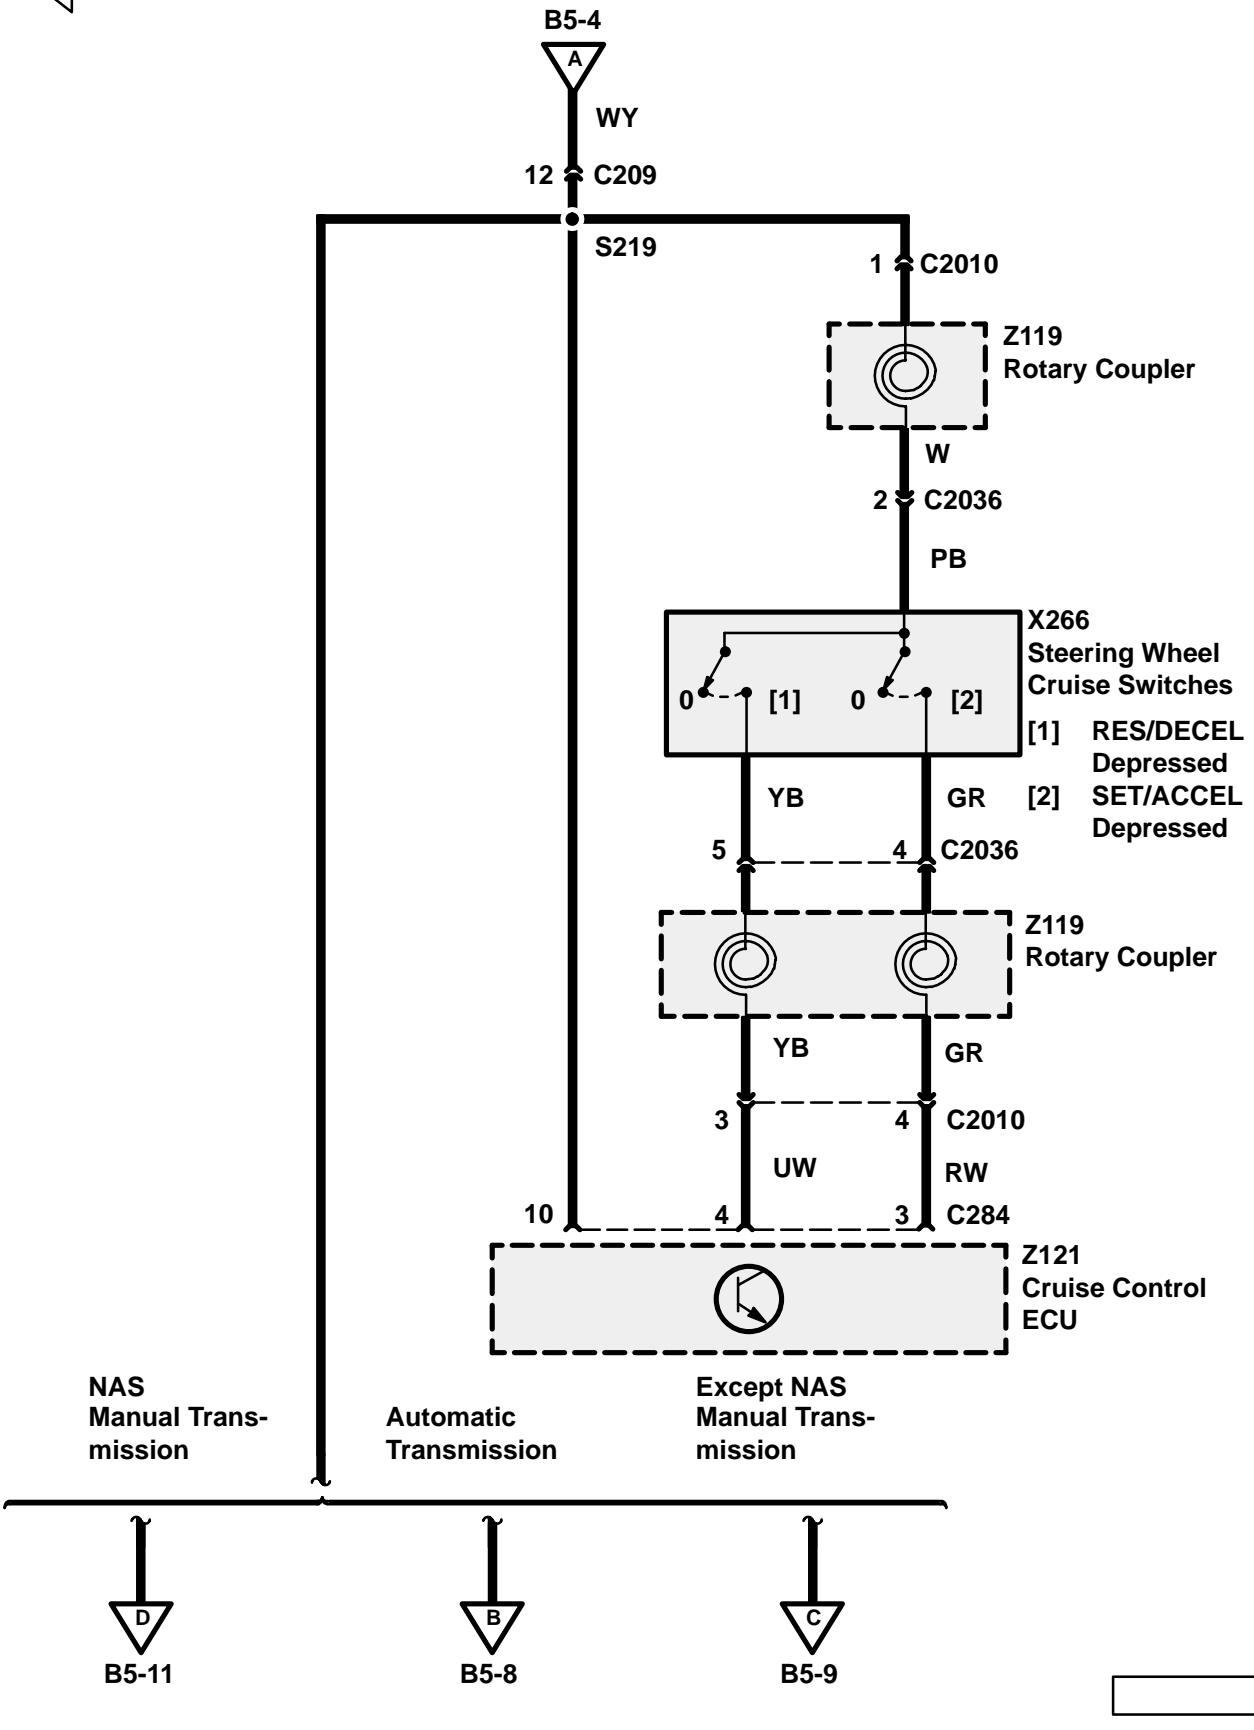 B5-4
A
WY
12 C209
S219
1 C2010
Z119
Rotary Coupler
W
2 C2036
PB
X266
Steering Wheel
Cruise Switches
0 [1] 0 [2]
[1] RES/DECEL
Depressed
[2] SET/ACCEL
Depressed
YB GR
5 4 C2036
Z119
Rotary Coupler
YB GR
3 4 C2010
UW RW
10 4 3 C284
Z121
Cruise Control
ECU
NAS
Manual Trans-
mission
Automatic
Transmission
Except NAS
Manual Trans-
mission
D B C
B5-11 B5-8 B5-9